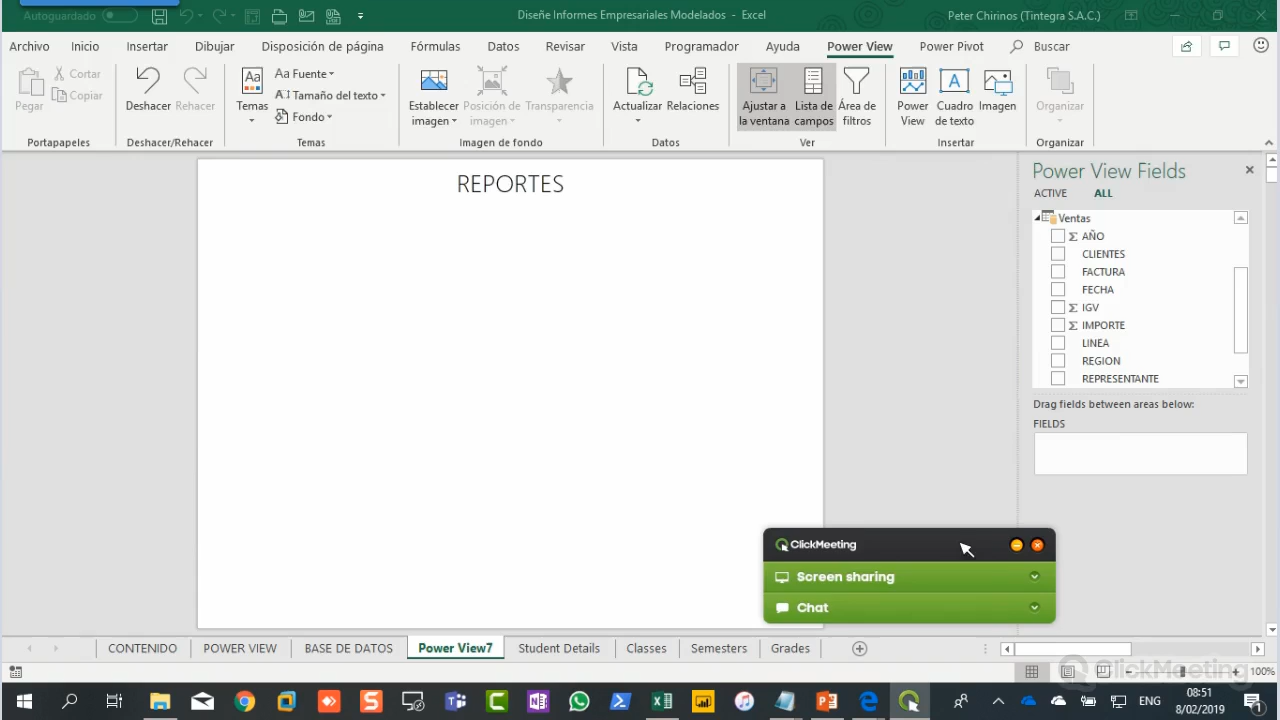 Autoguardado
Diseñe Informes Empresariales Modelados - Excel
Peter Chirinos (Tintegra S.A.C.)
Archivo Inicio Insertar Dibujar Disposición de página Fórmulas Datos Revisar Vista Programador Ayuda Power View Power Pivot Buscar
Pegar
Cortar
Copiar
Portapapeles
Deshacer Rehacer
Deshacer/Rehacer
Temas
Fuente
Tamaño del texto
Fondo
Temas
Establecer imagen
Posición de imagen
Transparencia
Imagen de fondo
Actualizar Relaciones
Datos
Ajustar a la ventana
Lista de campos
Área de filtros
Ver
Power View
Cuadro de texto
Imagen
Insertar
Organizar
Organizar
REPORTES
Power View Fields
ACTIVE ALL
Ventas
Σ AÑO
CLIENTES
FACTURA
FECHA
Σ IGV
Σ IMPORTE
LINEA
REGION
REPRESENTANTE
Drag fields between areas below:
FIELDS
ClickMeeting
Screen sharing
Chat
CONTENIDO POWER VIEW BASE DE DATOS Power View7 Student Details Classes Semesters Grades
100%
ClickMeeting
ENG
08:51
8/02/2019
1